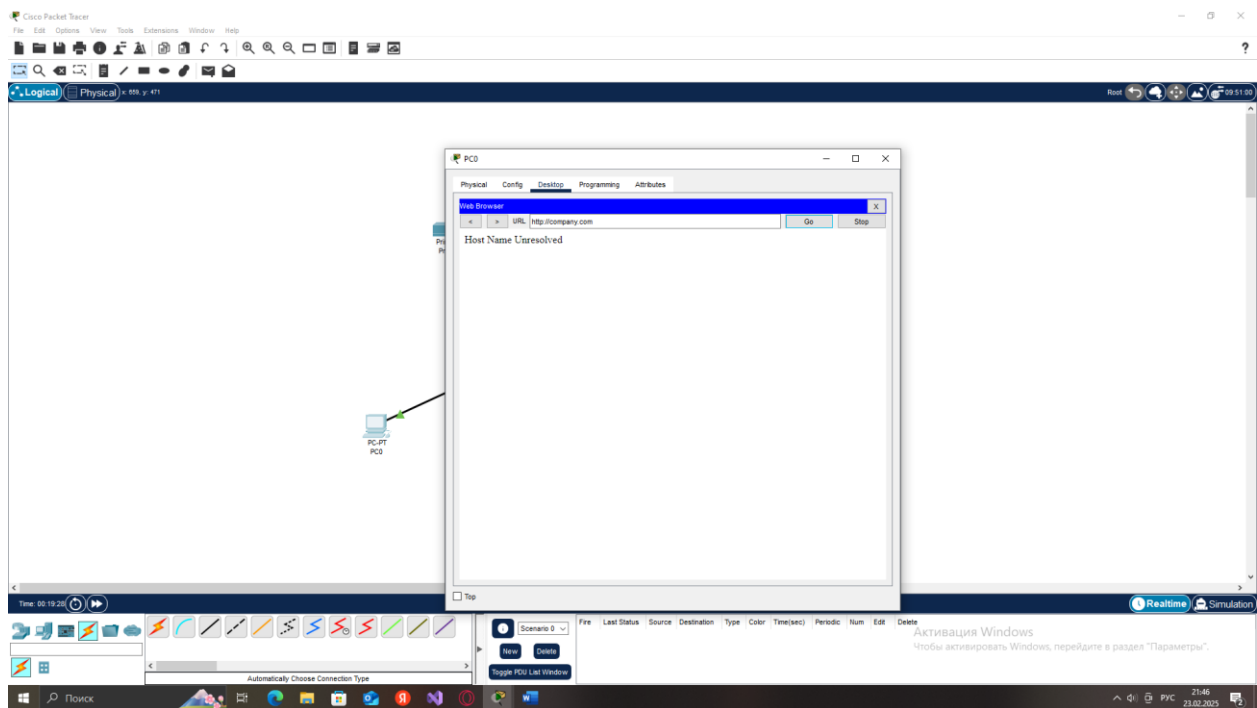 Cisco Packet Tracer
File Edit Options View Tools Extensions Window Help
?
Logical Physical x: 659, y: 471 Root 09:51:00
PC0
Physical Config Desktop Programming Attributes
Web Browser X
< > URL http://company.com Go Stop
Host Name Unresolved
PC-PT
PC0
Top
Time: 00:19:28 Realtime Simulation
Scenario 0 Fire Last Status Source Destination Type Color Time(sec) Periodic Num Edit Delete
New Delete
Toggle PDU List Window
Automatically Choose Connection Type
Активация Windows
Чтобы активировать Windows, перейдите в раздел "Параметры".
Поиск РУС 21:46
23.02.2025